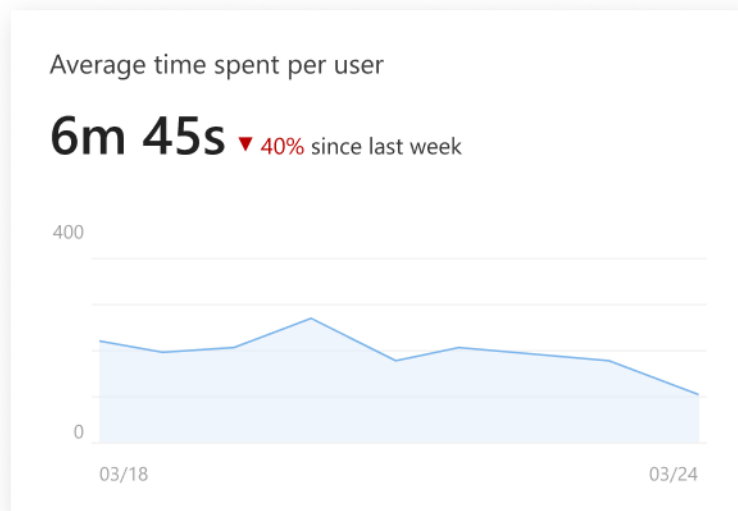 Average time spent per user
6m 45s ▼ 40% since last week
400
0
03/18 03/24